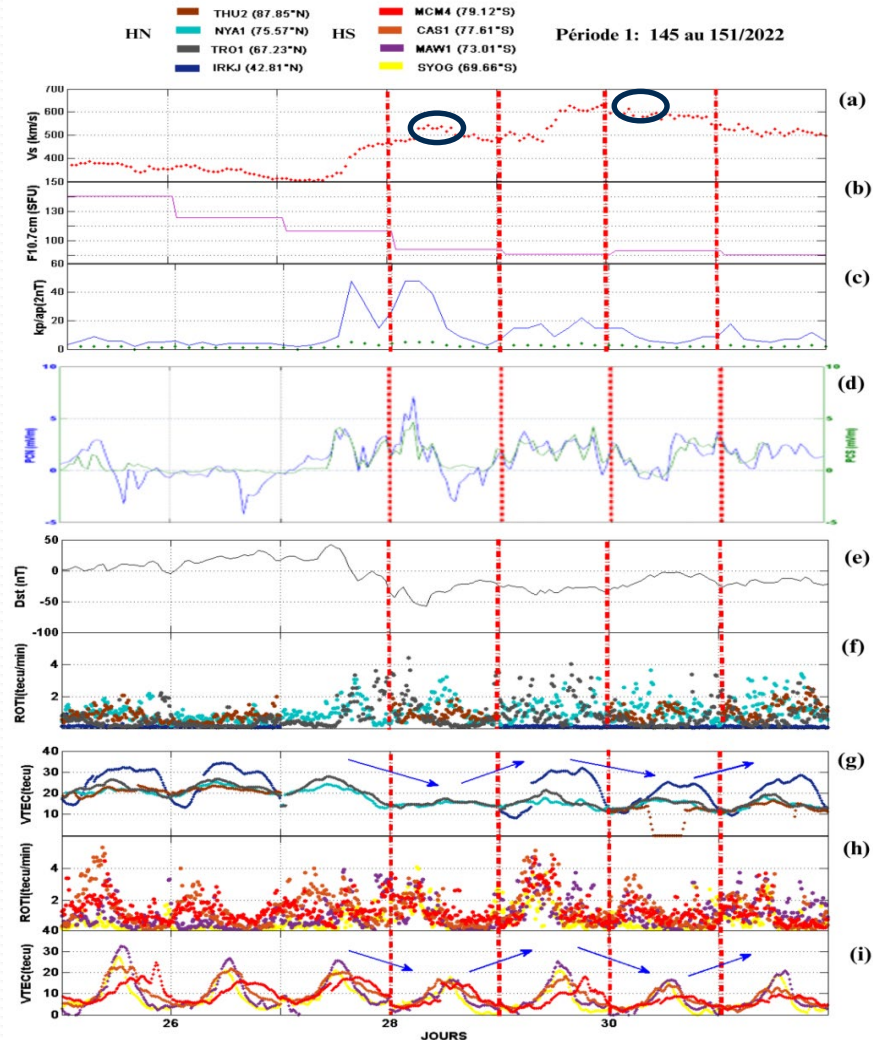 HN
THU2 (87.85°N)
NYA1 (75.57°N)
TRO1 (67.23°N)
IRKJ (42.81°N)
HS
MCM4 (79.12°S)
CAS1 (77.61°S)
MAW1 (73.01°S)
SYOG (69.66°S)
Période 1: 145 au 151/2022
700
600
500
400
150
Vs (km/s)
(a)
130
100
60
F10.7cm (SFU)
(b)
40
20
0
kp/ap(2nT)
(c)
10
5
0
-5
PCN (mV/m)
10
5
0
-5
PCS (mV/m)
(d)
50
0
-50
-100
Dst (nT)
(e)
4
2
ROTI(tecu/min)
(f)
40
30
20
10
VTEC(tecu)
(g)
4
2
ROTI(tecu/min)
(h)
40
30
20
10
0
VTEC(tecu)
(i)
26
28
30
JOURS